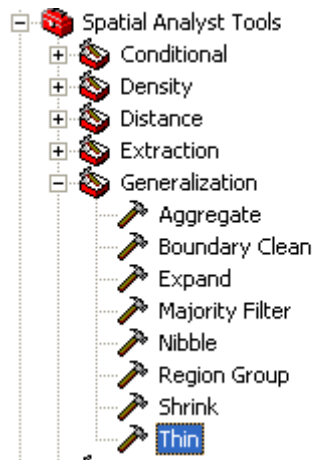 Spatial Analyst Tools
Conditional
Density
Distance
Extraction
Generalization
Aggregate
Boundary Clean
Expand
Majority Filter
Nibble
Region Group
Shrink
Thin